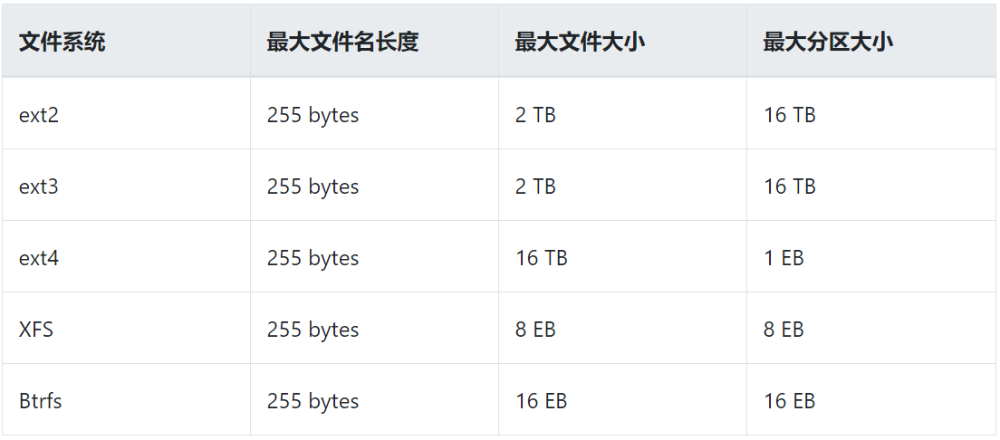 文件系统 最大文件名长度 最大文件大小 最大分区大小
ext2 255 bytes 2 TB 16 TB
ext3 255 bytes 2 TB 16 TB
ext4 255 bytes 16 TB 1 EB
XFS 255 bytes 8 EB 8 EB
Btrfs 255 bytes 16 EB 16 EB